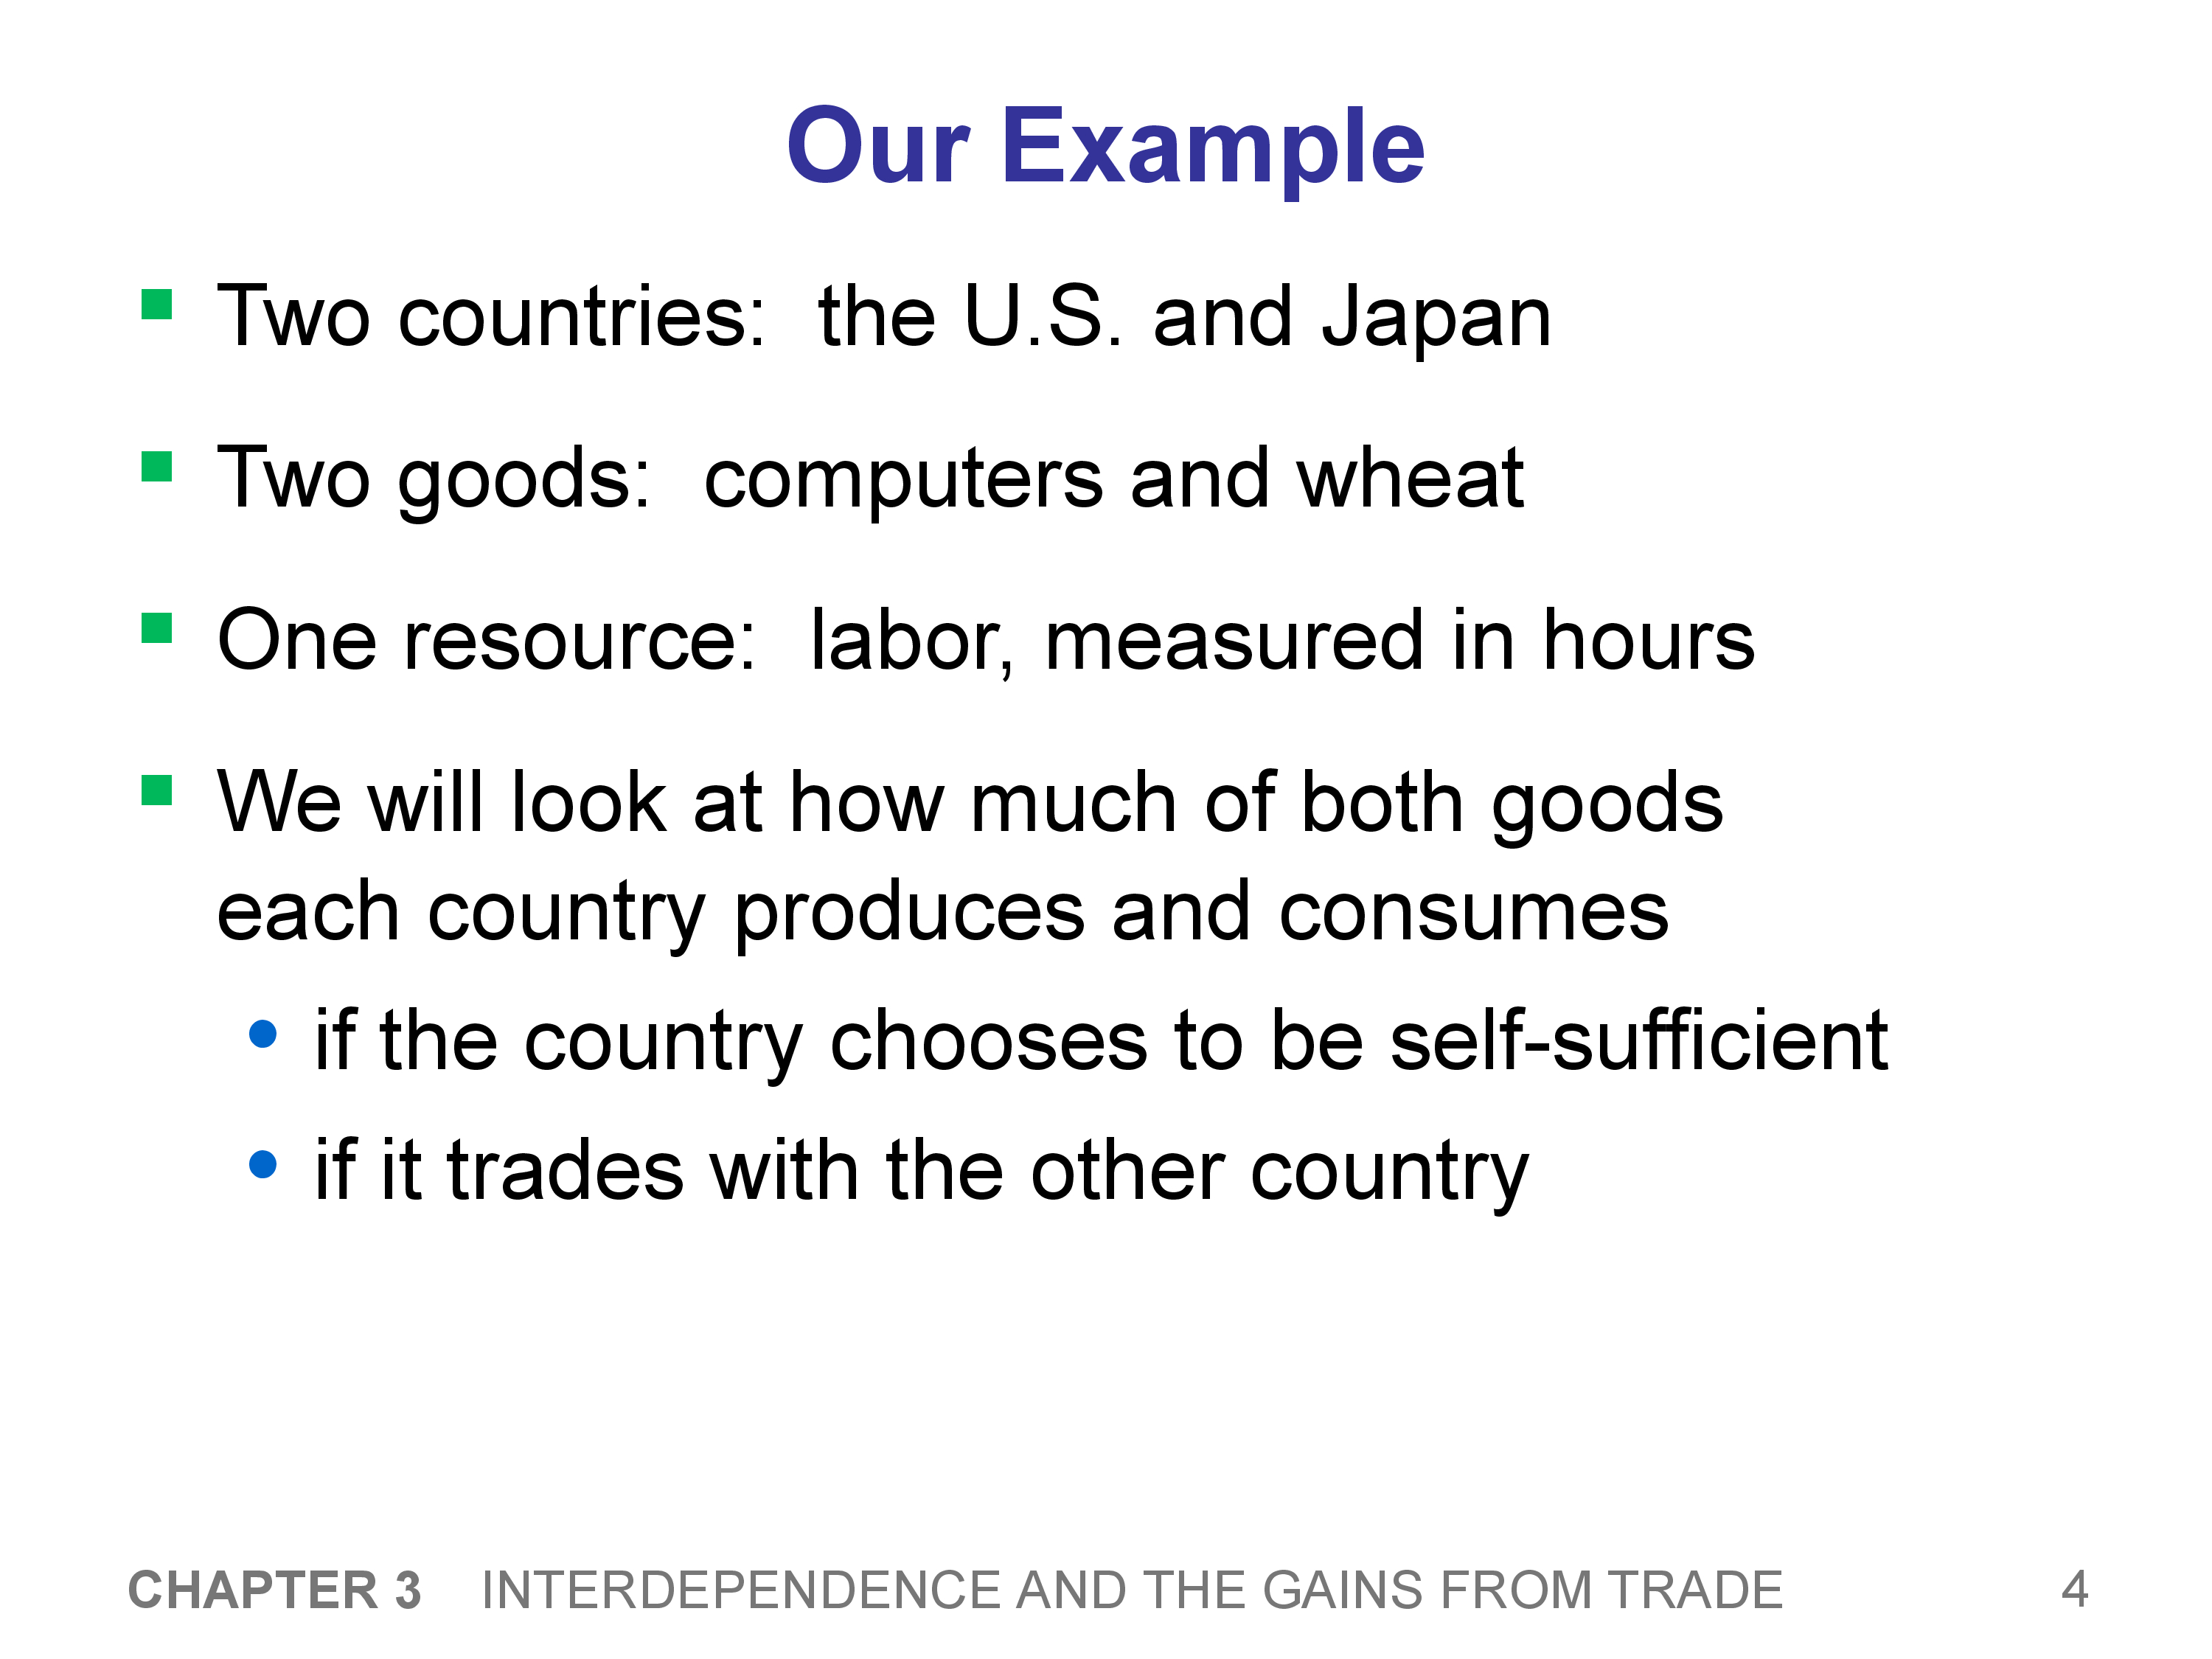 Our Example
Two countries: the U.S. and Japan
Two goods: computers and wheat
One resource: labor, measured in hours
We will look at how much of both goods
each country produces and consumes
if the country chooses to be self-sufficient
if it trades with the other country
CHAPTER 3 INTERDEPENDENCE AND THE GAINS FROM TRADE 4